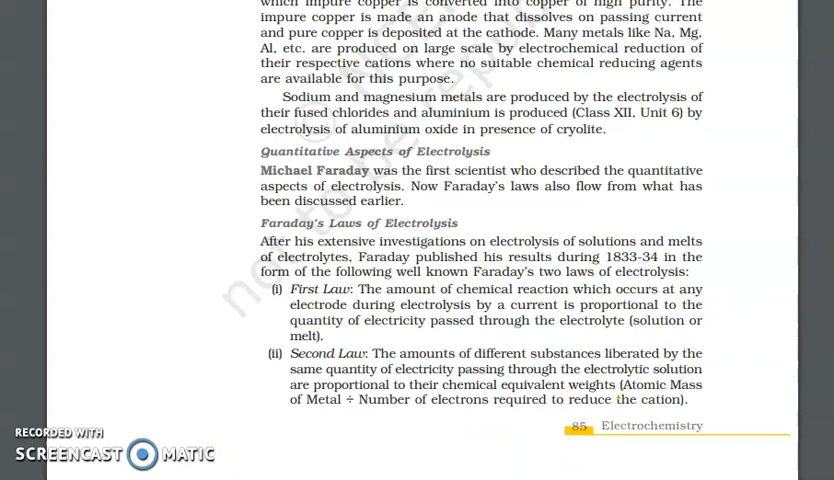 which impure copper is converted into copper of high purity. The
impure copper is made an anode that dissolves on passing current
and pure copper is deposited at the cathode. Many metals like Na, Mg,
Al, etc. are produced on large scale by electrochemical reduction of
their respective cations where no suitable chemical reducing agents
are available for this purpose.
Sodium and magnesium metals are produced by the electrolysis of
their fused chlorides and aluminium is produced (Class XII, Unit 6) by
electrolysis of aluminium oxide in presence of cryolite.
Quantitative Aspects of Electrolysis
Michael Faraday was the first scientist who described the quantitative
aspects of electrolysis. Now Faraday's laws also flow from what has
been discussed earlier.
Faraday's Laws of Electrolysis
After his extensive investigations on electrolysis of solutions and melts
of electrolytes, Faraday published his results during 1833-34 in the
form of the following well known Faraday's two laws of electrolysis:
(i) First Law: The amount of chemical reaction which occurs at any
electrode during electrolysis by a current is proportional to the
quantity of electricity passed through the electrolyte (solution or
melt).
(ii) Second Law: The amounts of different substances liberated by the
same quantity of electricity passing through the electrolytic solution
are proportional to their chemical equivalent weights (Atomic Mass
of Metal ÷ Number of electrons required to reduce the cation).
85 Electrochemistry
RECORDED WITH
SCREENCAST MATIC